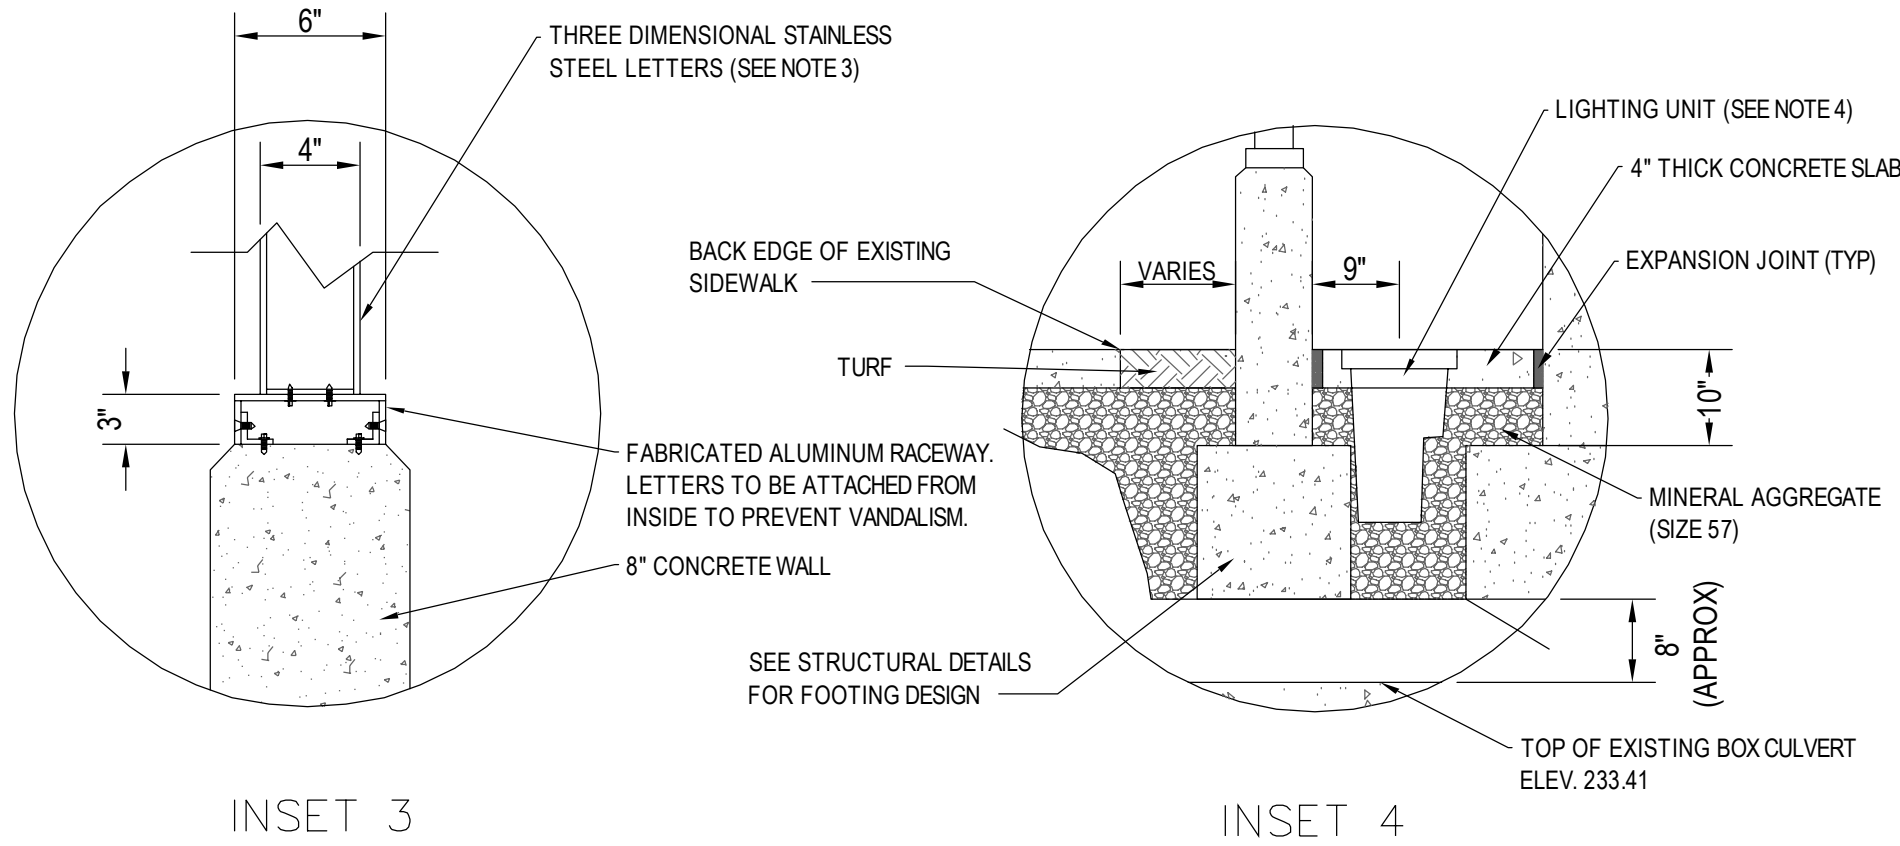 6"
THREE DIMENSIONAL STAINLESS
STEEL LETTERS (SEE NOTE 3)
4"
3"
FABRICATED ALUMINUM RACEWAY.
LETTERS TO BE ATTACHED FROM
INSIDE TO PREVENT VANDALISM.
8" CONCRETE WALL
INSET 3
LIGHTING UNIT (SEE NOTE 4)
4" THICK CONCRETE SLAB
BACK EDGE OF EXISTING
SIDEWALK
VARIES
9"
EXPANSION JOINT (TYP)
TURF
10"
MINERAL AGGREGATE
(SIZE 57)
8"
(APPROX)
SEE STRUCTURAL DETAILS
FOR FOOTING DESIGN
TOP OF EXISTING BOX CULVERT
ELEV. 233.41
INSET 4